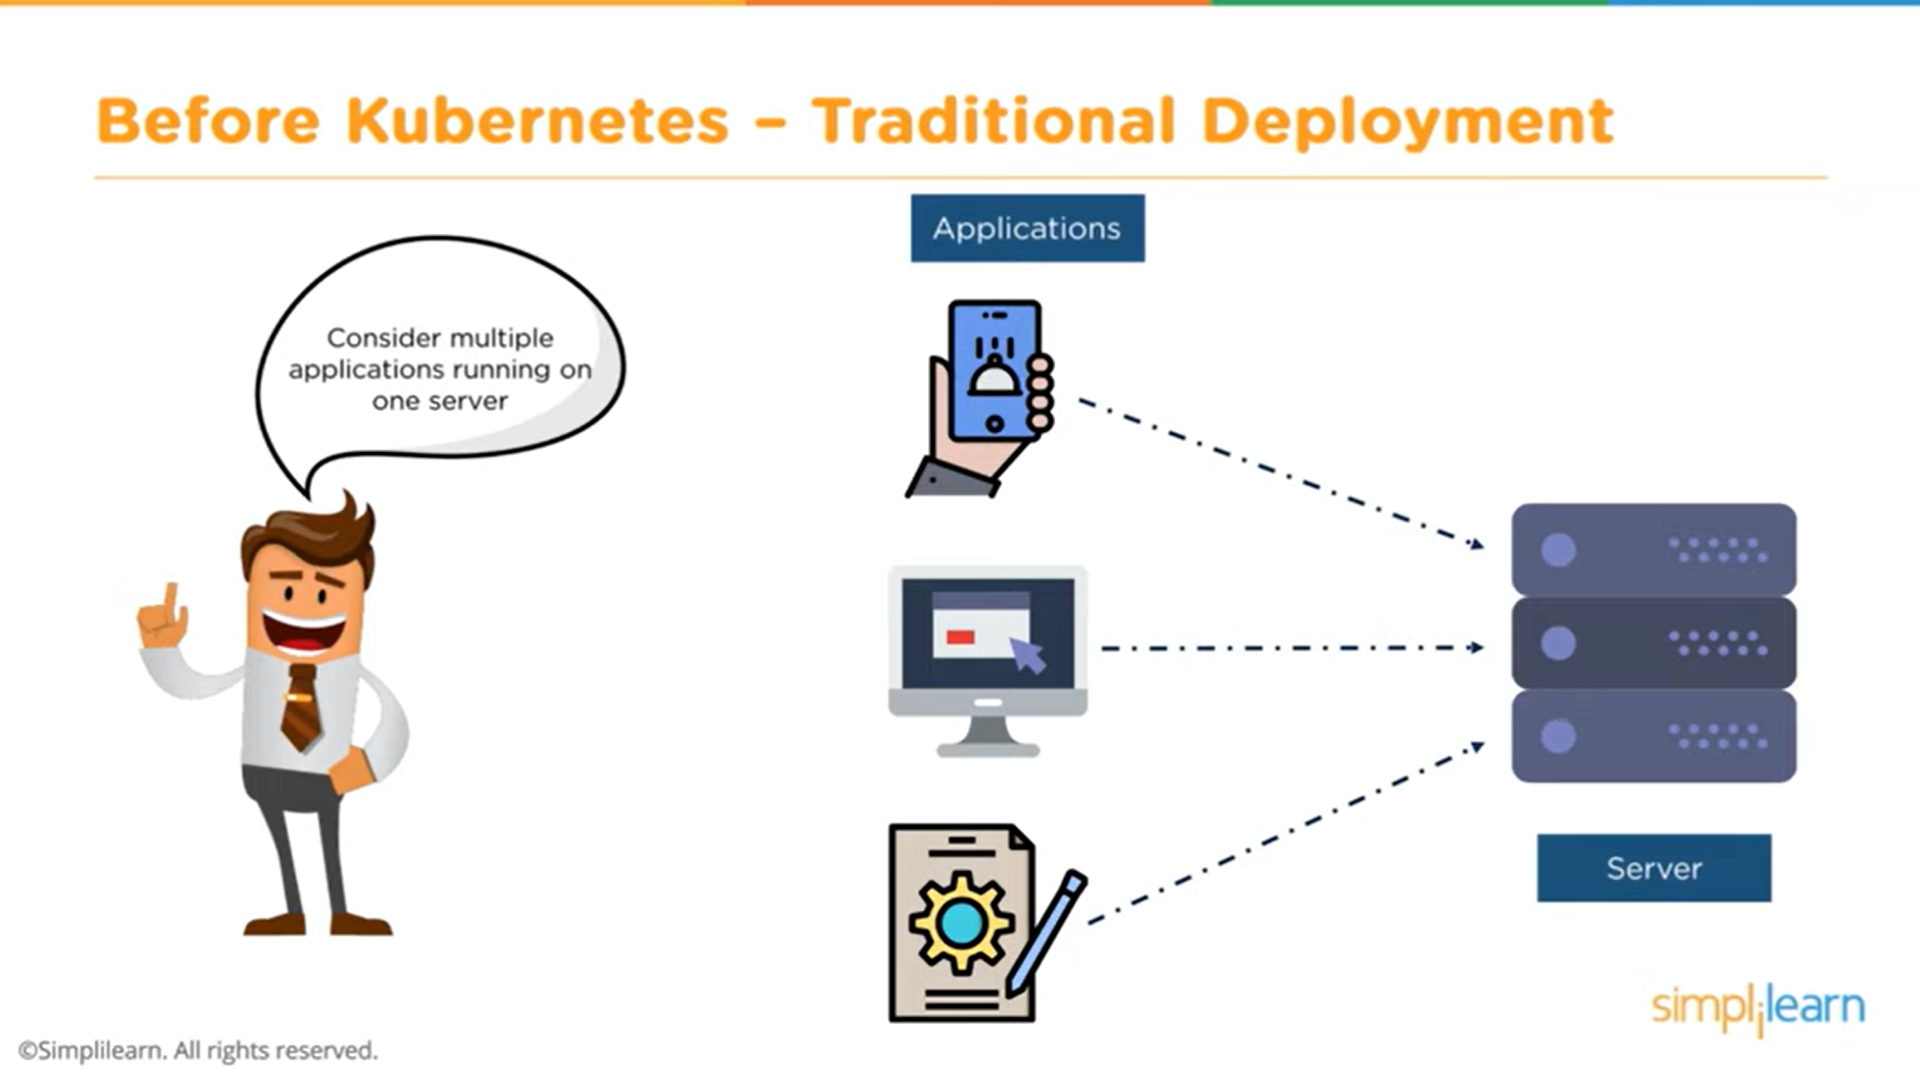 Before Kubernetes – Traditional Deployment
Applications
Consider multiple
applications running on
one server
Server
simplilearn
©Simplilearn. All rights reserved.